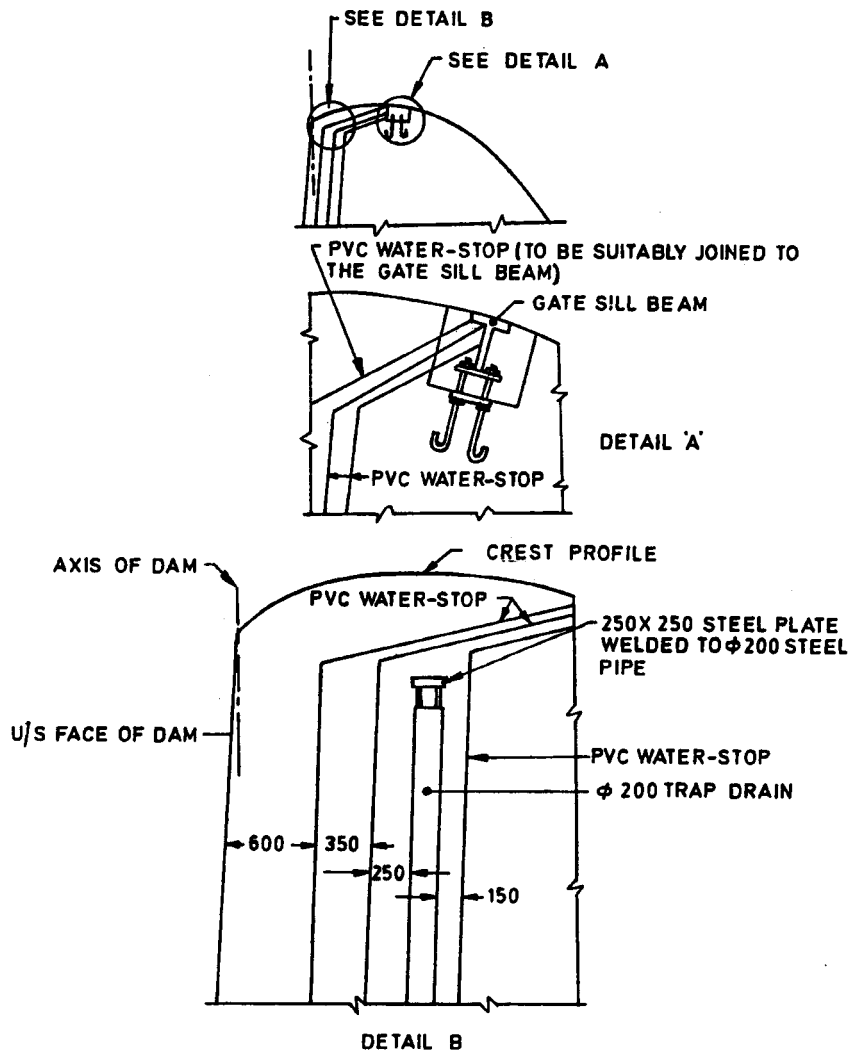 SEE DETAIL B
SEE DETAIL A
PVC WATER-STOP (TO BE SUITABLY JOINED TO
THE GATE SILL BEAM)
GATE SILL BEAM
DETAIL 'A'
PVC WATER-STOP
CREST PROFILE
AXIS OF DAM
PVC WATER-STOP
250X 250 STEEL PLATE
WELDED TO ϕ 200 STEEL
PIPE
U/S FACE OF DAM
PVC WATER-STOP
ϕ 200 TRAP DRAIN
600
350
250
150
DETAIL B